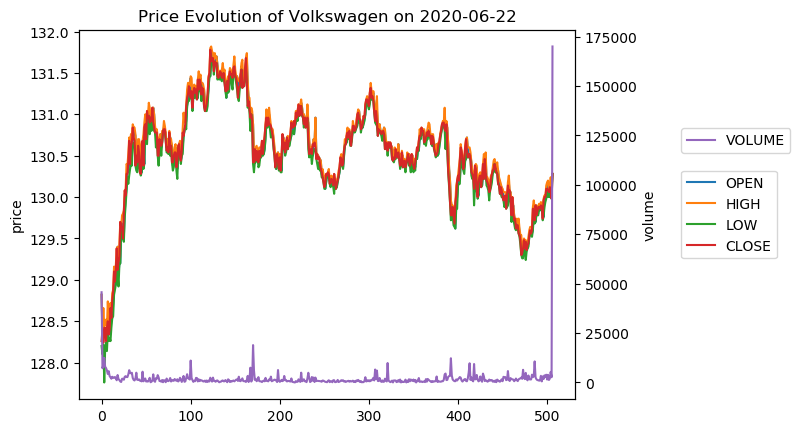 Price Evolution of Volkswagen on 2020-06-22
price
132.0
131.5
131.0
130.5
130.0
129.5
129.0
128.5
128.0
0
100
200
300
400
500
175000
150000
125000
100000
75000
50000
25000
0
volume
VOLUME
OPEN
HIGH
LOW
CLOSE